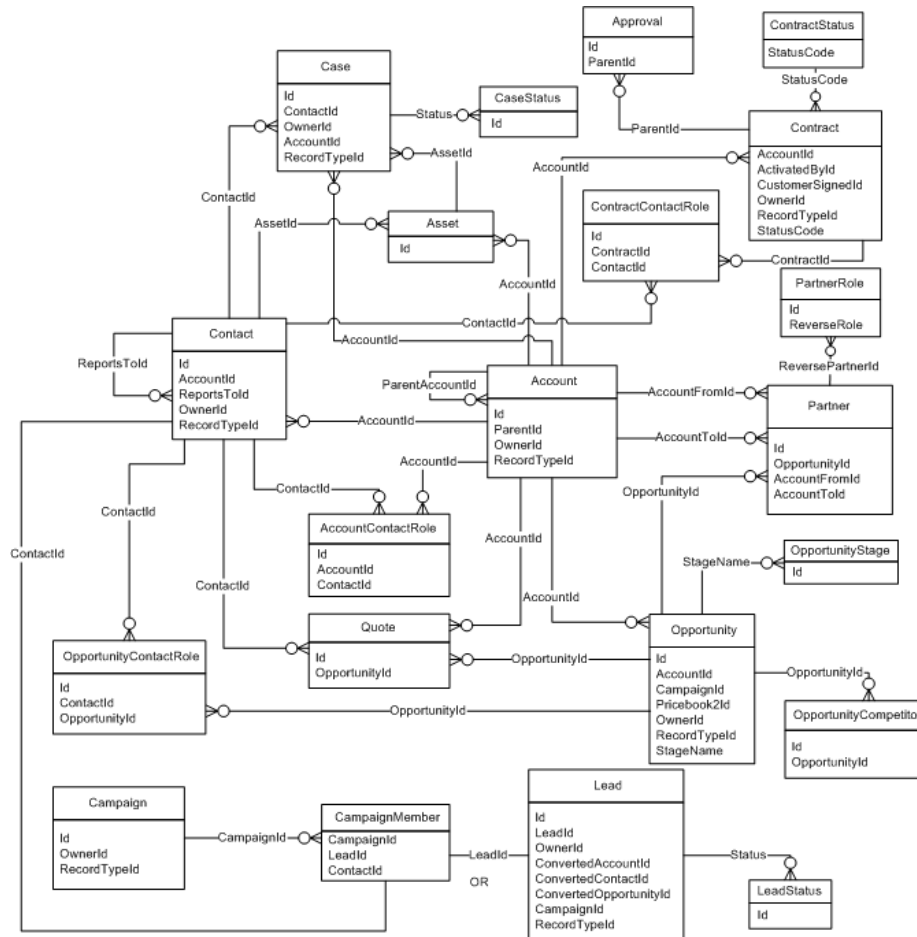 Approval
Id
ParentId
ContractStatus
StatusCode
StatusCode
Case
Id
ContactId
OwnerId
AccountId
RecordTypeId
Status
CaseStatus
Id
ParentId
Contract
AccountId
ActivatedById
CustomerSignedId
OwnerId
RecordTypeId
StatusCode
AssetId
AccountId
ContactId
AssetId
Asset
Id
ContractContactRole
Id
ContractId
ContactId
ContractId
AccountId
PartnerRole
Id
ReverseRole
ContactId
AccountId
Contact
Id
AccountId
ReportsToId
OwnerId
RecordTypeId
ReportsToId
ReversePartnerId
ParentAccountId
Account
Id
ParentId
OwnerId
RecordTypeId
AccountFromId
AccountToId
Partner
Id
OpportunityId
AccountFromId
AccountToId
AccountId
AccountId
ContactId
OpportunityId
ContactId
ContactId
AccountContactRole
Id
AccountId
ContactId
AccountId
StageName
OpportunityStage
Id
ContactId
AccountId
Quote
Id
OpportunityId
OpportunityId
Opportunity
Id
AccountId
CampaignId
Pricebook2Id
OwnerId
RecordTypeId
StageName
OpportunityContactRole
Id
ContactId
OpportunityId
OpportunityId
OpportunityId
OpportunityCompetito
Id
OpportunityId
Campaign
Id
OwnerId
RecordTypeId
CampaignId
CampaignMember
CampaignId
LeadId
ContactId
LeadId
OR
Lead
Id
LeadId
OwnerId
ConvertedAccountId
ConvertedContactId
ConvertedOpportunityId
CampaignId
RecordTypeId
Status
LeadStatus
Id